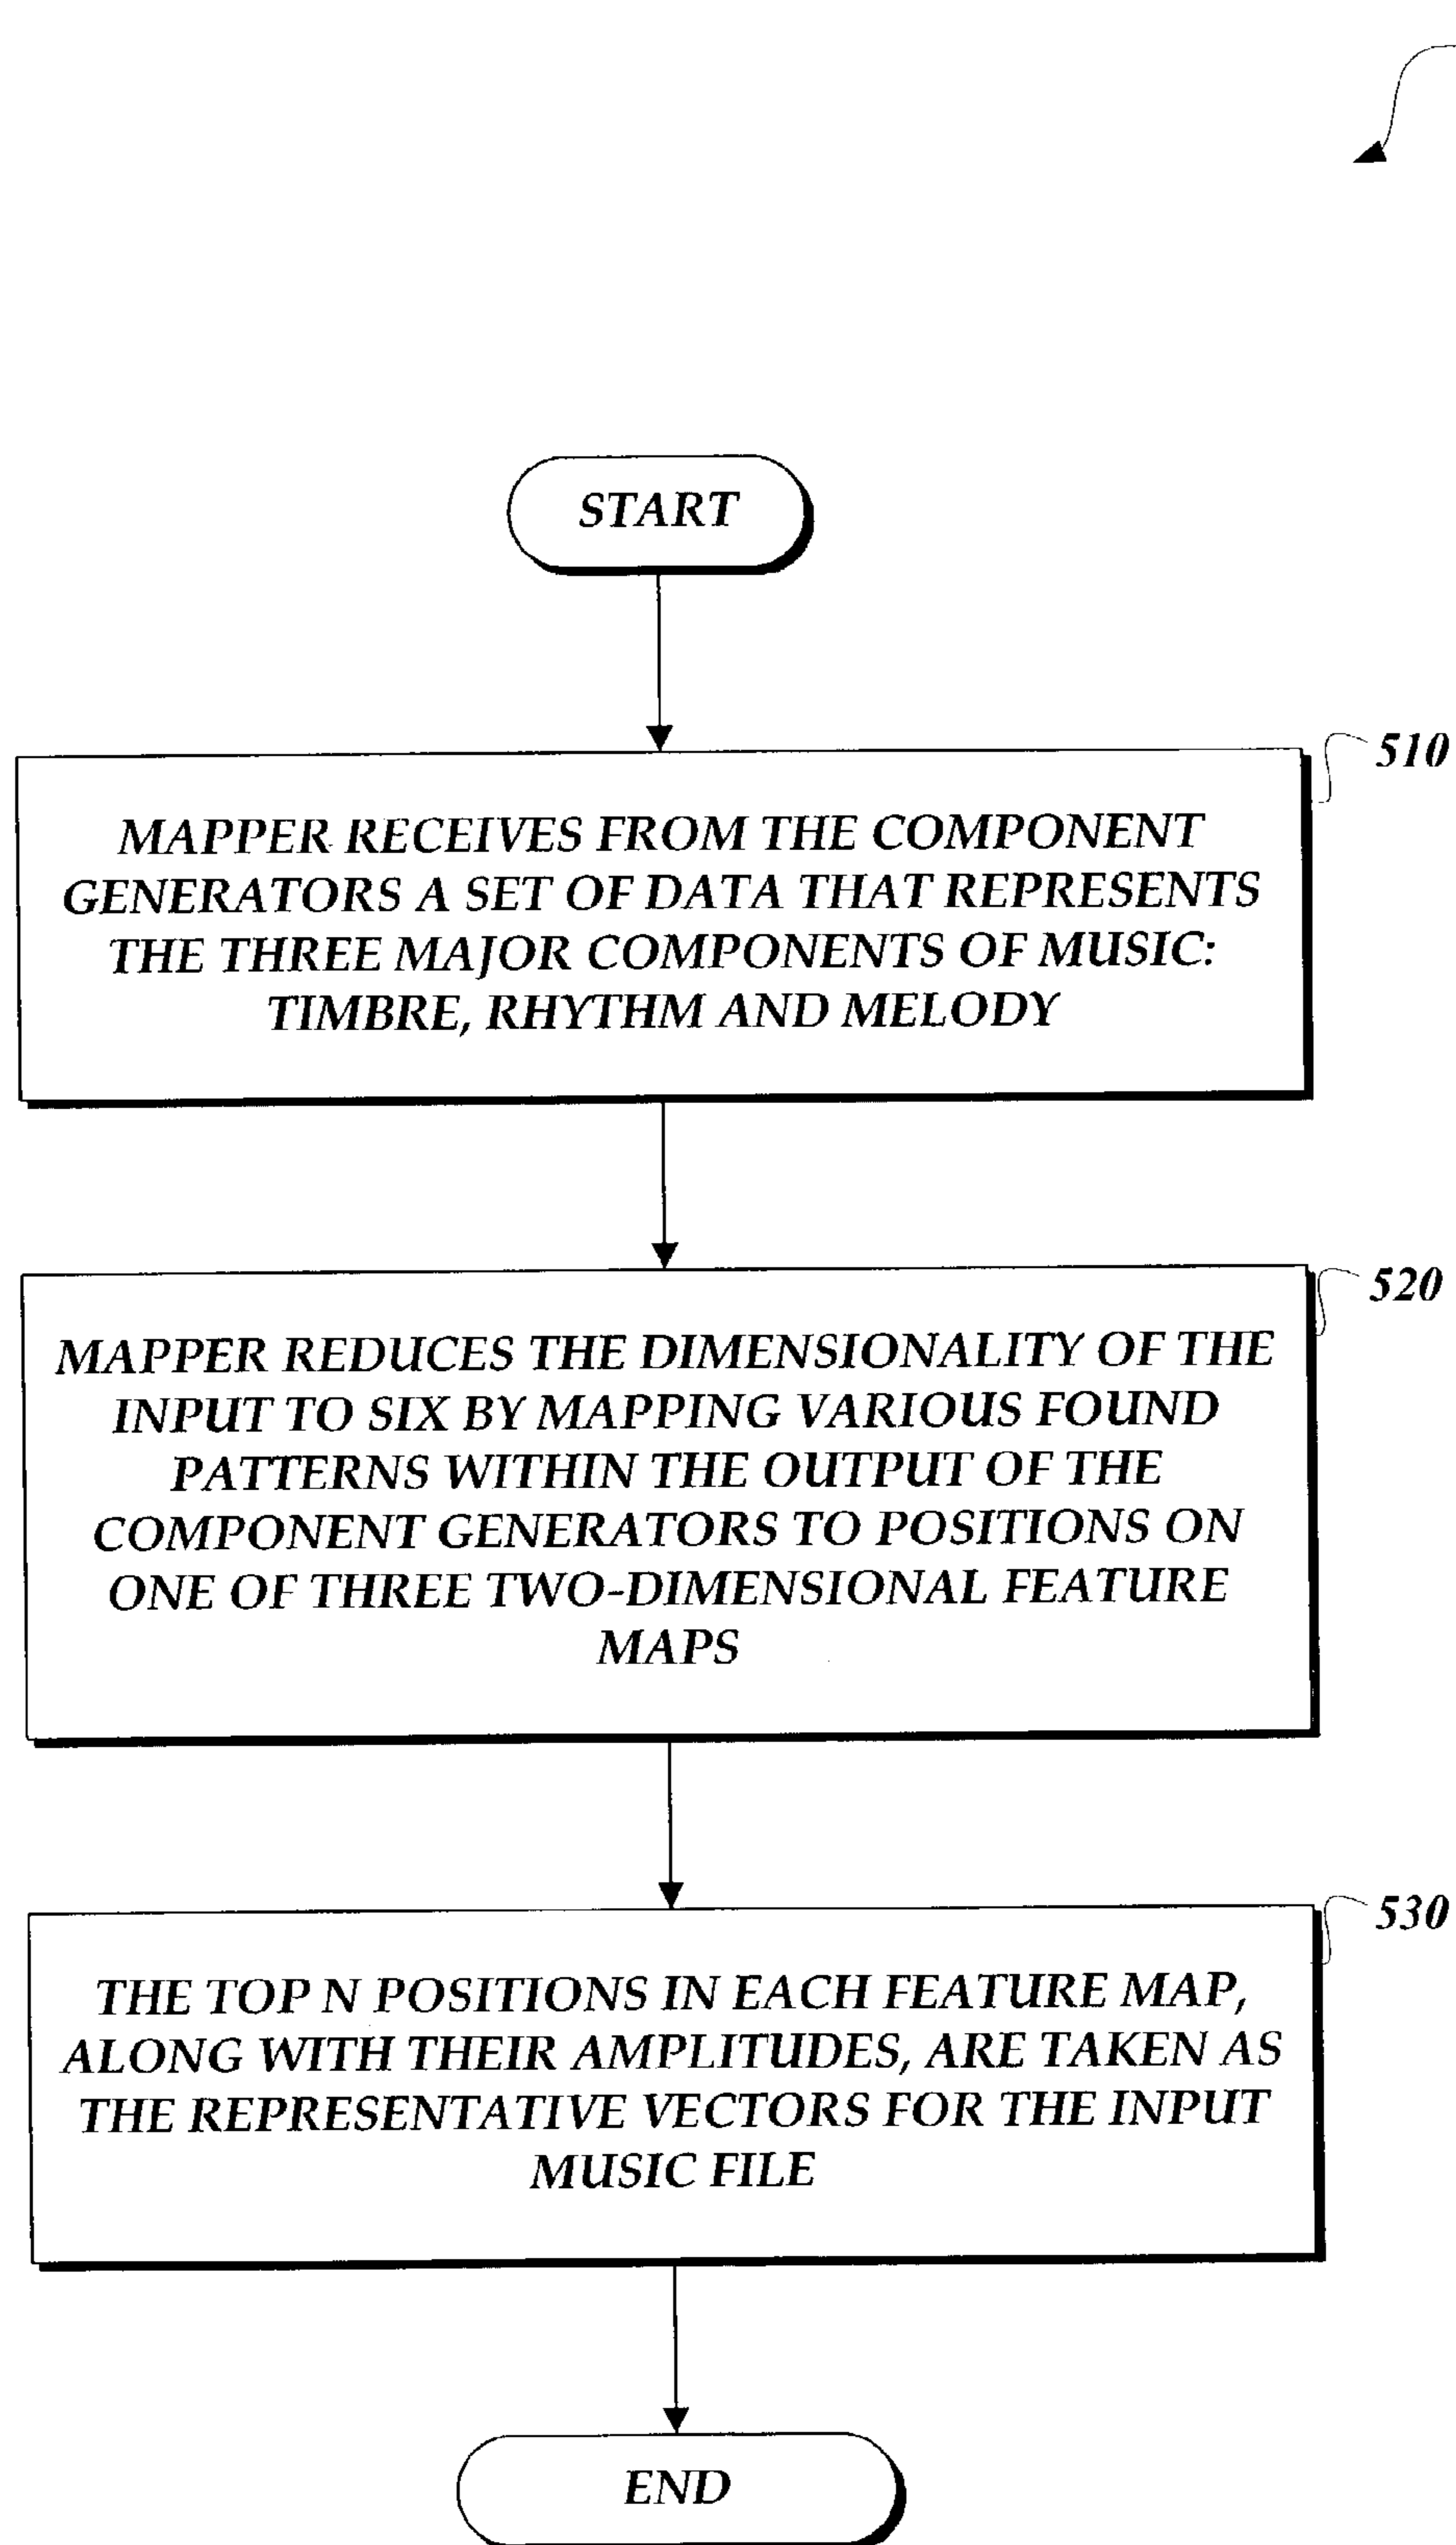 START
510
MAPPER RECEIVES FROM THE COMPONENT
GENERATORS A SET OF DATA THAT REPRESENTS
THE THREE MAJOR COMPONENTS OF MUSIC:
TIMBRE, RHYTHM AND MELODY
520
MAPPER REDUCES THE DIMENSIONALITY OF THE
INPUT TO SIX BY MAPPING VARIOUS FOUND
PATTERNS WITHIN THE OUTPUT OF THE
COMPONENT GENERATORS TO POSITIONS ON
ONE OF THREE TWO-DIMENSIONAL FEATURE
MAPS
530
THE TOP N POSITIONS IN EACH FEATURE MAP,
ALONG WITH THEIR AMPLITUDES, ARE TAKEN AS
THE REPRESENTATIVE VECTORS FOR THE INPUT
MUSIC FILE
END